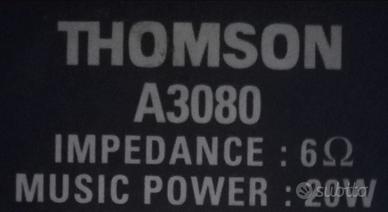 THOMSON
A3080
IMPEDANCE : 6Ω
MUSIC POWER : 20W
subito